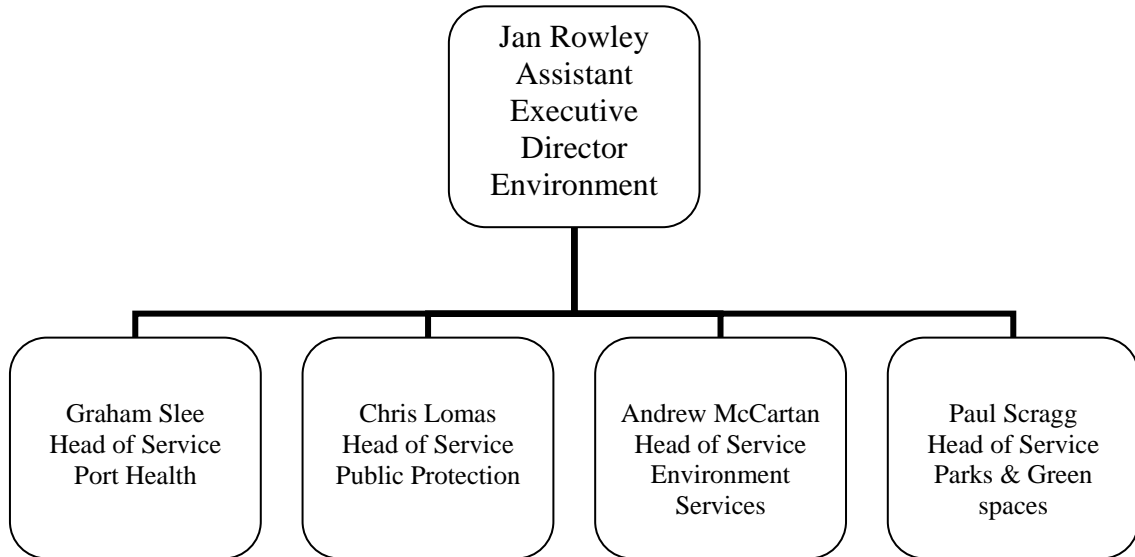 Jan Rowley
Assistant
Executive
Director
Environment
Graham Slee
Head of Service
Port Health
Chris Lomas
Head of Service
Public Protection
Andrew McCartan
Head of Service
Environment
Services
Paul Scragg
Head of Service
Parks & Green
spaces